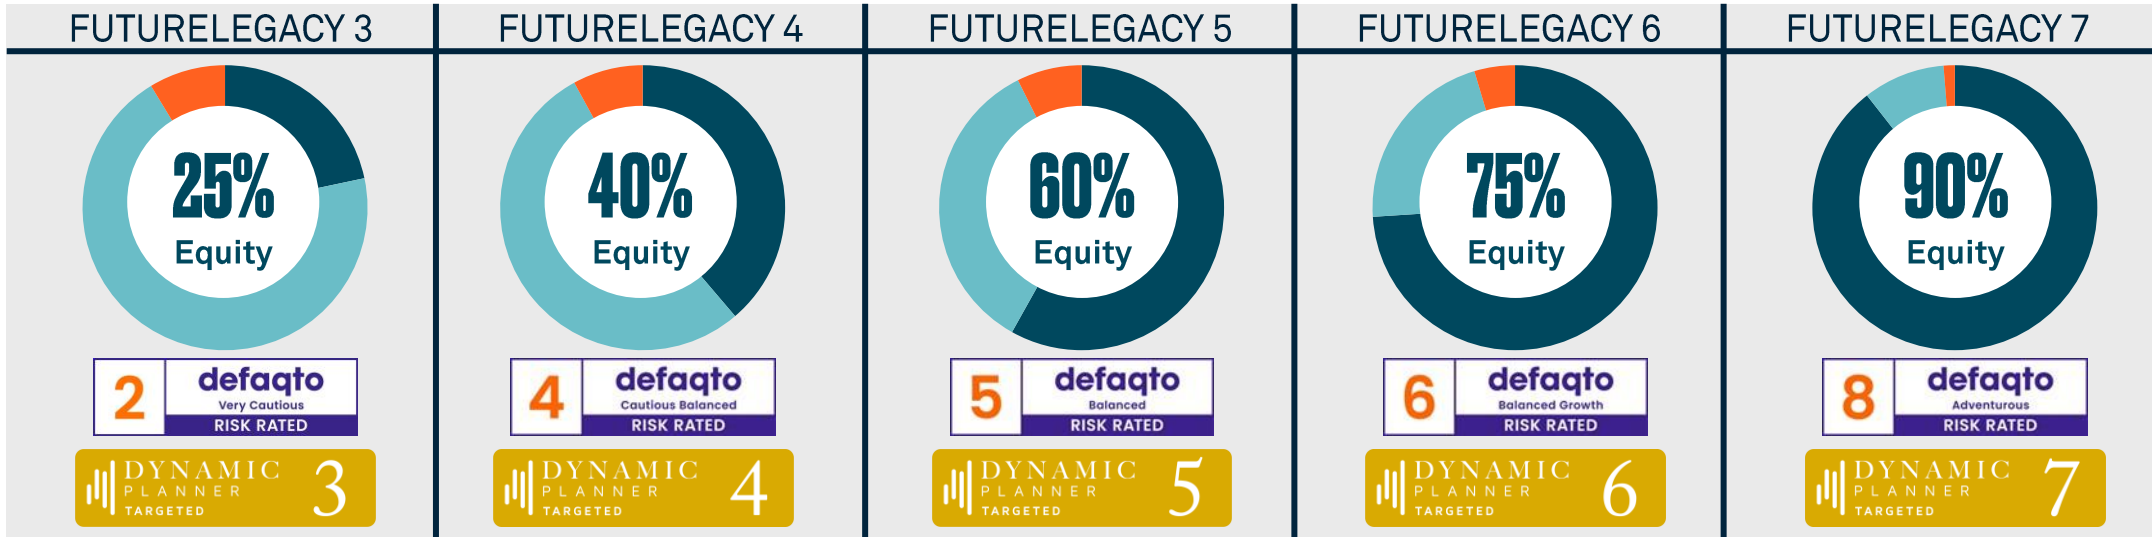 FUTURELEGACY 3
25%
Equity
2
defaqto
Very Cautious
RISK RATED
DYNAMIC
PLANNER
TARGETED
3
FUTURELEGACY 4
40%
Equity
4
defaqto
Cautious Balanced
RISK RATED
DYNAMIC
PLANNER
TARGETED
4
FUTURELEGACY 5
60%
Equity
5
defaqto
Balanced
RISK RATED
DYNAMIC
PLANNER
TARGETED
5
FUTURELEGACY 6
75%
Equity
6
defaqto
Balanced Growth
RISK RATED
DYNAMIC
PLANNER
TARGETED
6
FUTURELEGACY 7
90%
Equity
8
defaqto
Adventurous
RISK RATED
DYNAMIC
PLANNER
TARGETED
7